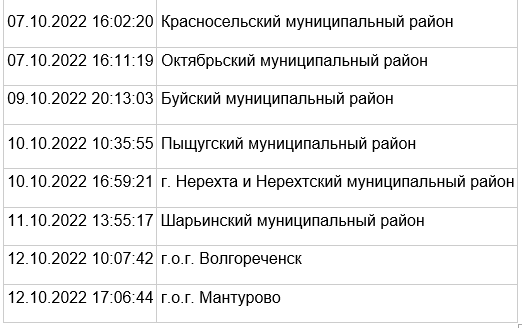 07.10.2022 16:02:20 Красносельский муниципальный район
07.10.2022 16:11:19 Октябрьский муниципальный район
09.10.2022 20:13:03 Буйский муниципальный район
10.10.2022 10:35:55 Пыщугский муниципальный район
10.10.2022 16:59:21 г. Нерехта и Нерехтский муниципальный район
11.10.2022 13:55:17 Шарьинский муниципальный район
12.10.2022 10:07:42 г.о.г. Волгореченск
12.10.2022 17:06:44 г.о.г. Мантурово